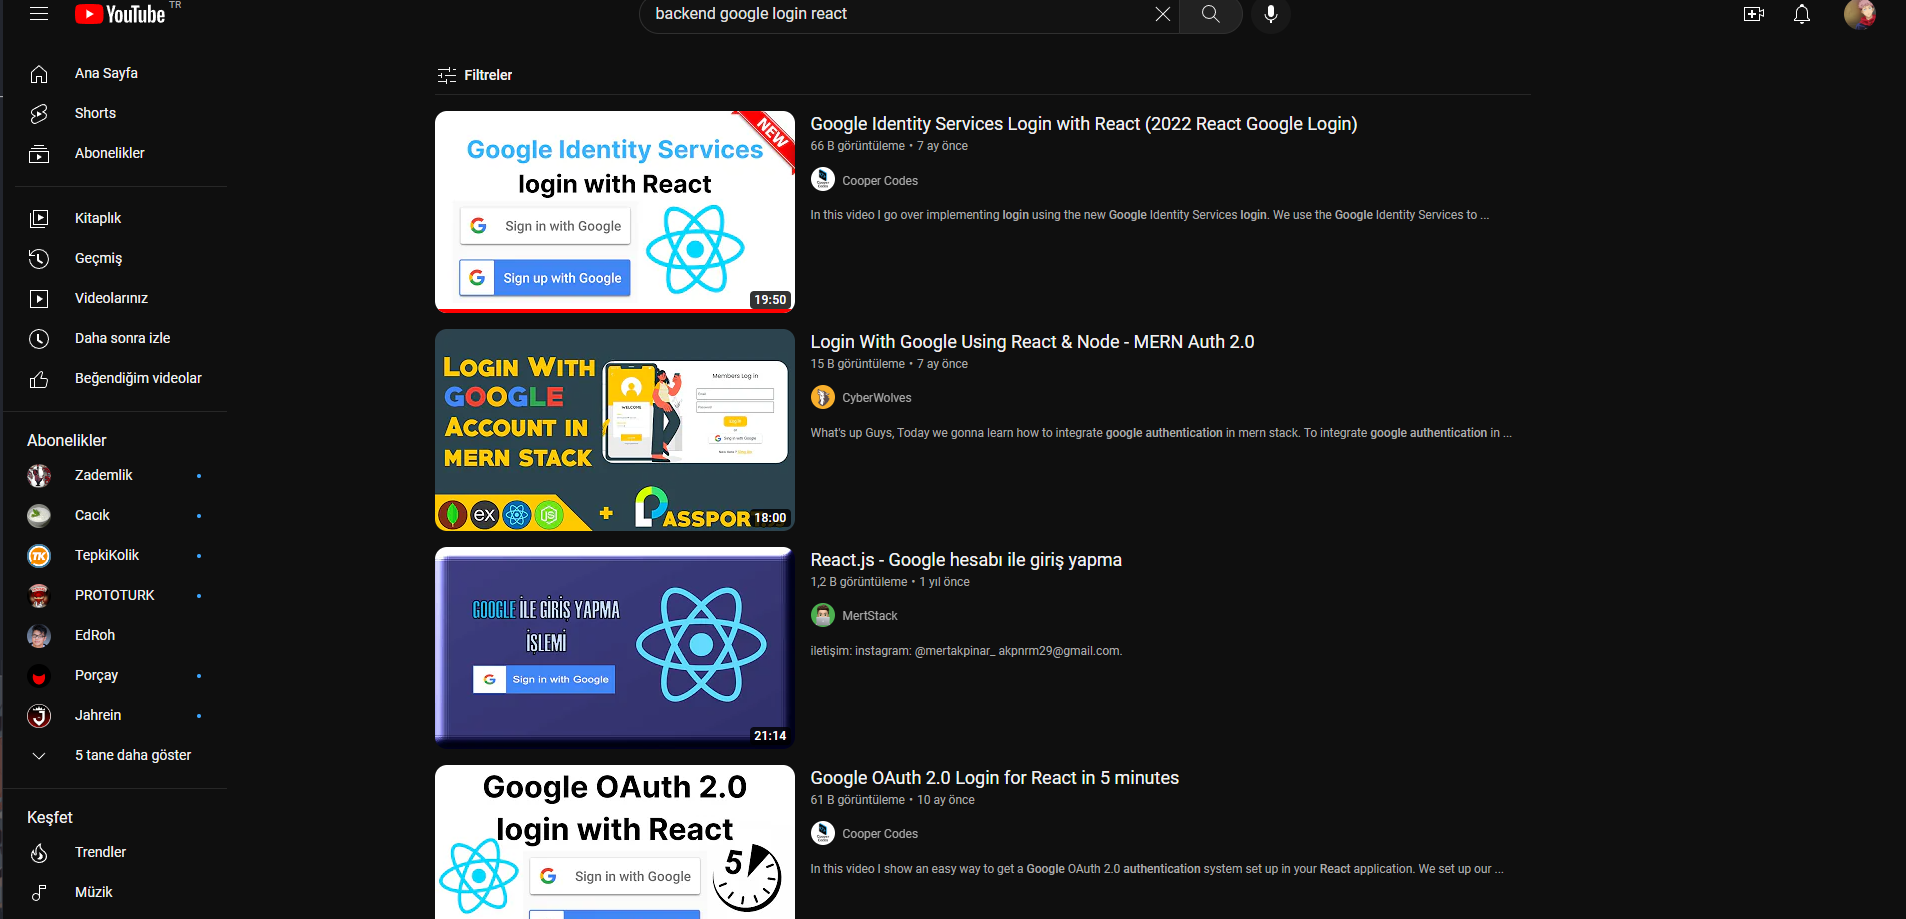 YouTube TR
backend google login react
Ana Sayfa
Shorts
Abonelikler
Kitaplık
Geçmiş
Videolarınız
Daha sonra izle
Beğendiğim videolar
Abonelikler
Zademlik
Cacık
TepkiKolik
PROTOTURK
EdRoh
Porçay
Jahrein
5 tane daha göster
Keşfet
Trendler
Müzik
Filtreler
NEW
Google Identity Services
login with React
Sign in with Google
Sign up with Google
19:50
Google Identity Services Login with React (2022 React Google Login)
66 B görüntüleme • 7 ay önce
Cooper Codes
In this video I go over implementing login using the new Google Identity Services login. We use the Google Identity Services to ...
LOGIN WITH
GOOGLE
ACCOUNT IN
MERN STACK
Members Log in
WELCOME
ex
JS
+
PASSPOR
18:00
Login With Google Using React & Node - MERN Auth 2.0
15 B görüntüleme • 7 ay önce
CyberWolves
What's up Guys, Today we gonna learn how to integrate google authentication in mern stack. To integrate google authentication in ...
GOOGLE İLE GİRİŞ YAPMA
İŞLEMİ
Sign in with Google
21:14
React.js - Google hesabı ile giriş yapma
1,2 B görüntüleme • 1 yıl önce
MertStack
iletişim: instagram: @mertakpinar_ akpnrm29@gmail.com.
Google OAuth 2.0
login with React
Sign in with Google
5
Google OAuth 2.0 Login for React in 5 minutes
61 B görüntüleme • 10 ay önce
Cooper Codes
In this video I show an easy way to get a Google OAuth 2.0 authentication system set up in your React application. We set up our ...